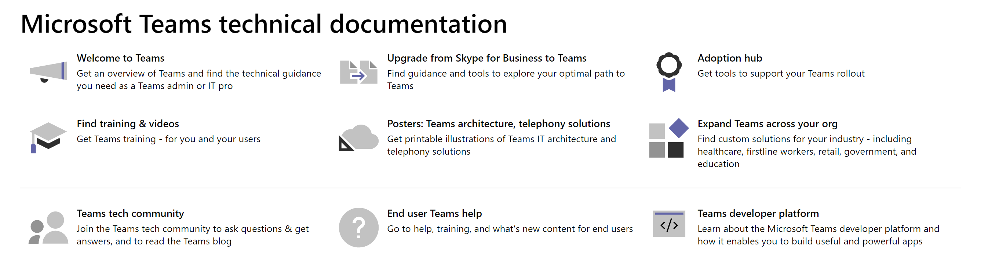 Microsoft Teams technical documentation
Welcome to Teams
Get an overview of Teams and find the technical guidance
you need as a Teams admin or IT pro
Upgrade from Skype for Business to Teams
Find guidance and tools to explore your optimal path to
Teams
Adoption hub
Get tools to support your Teams rollout
Find training & videos
Get Teams training - for you and your users
Posters: Teams architecture, telephony solutions
Get printable illustrations of Teams IT architecture and
telephony solutions
Expand Teams across your org
Find custom solutions for your industry - including
healthcare, firstline workers, retail, government, and
education
Teams tech community
Join the Teams tech community to ask questions & get
answers, and to read the Teams blog
?
End user Teams help
Go to help, training, and what’s new content for end users
</>
Teams developer platform
Learn about the Microsoft Teams developer platform and
how it enables you to build useful and powerful apps